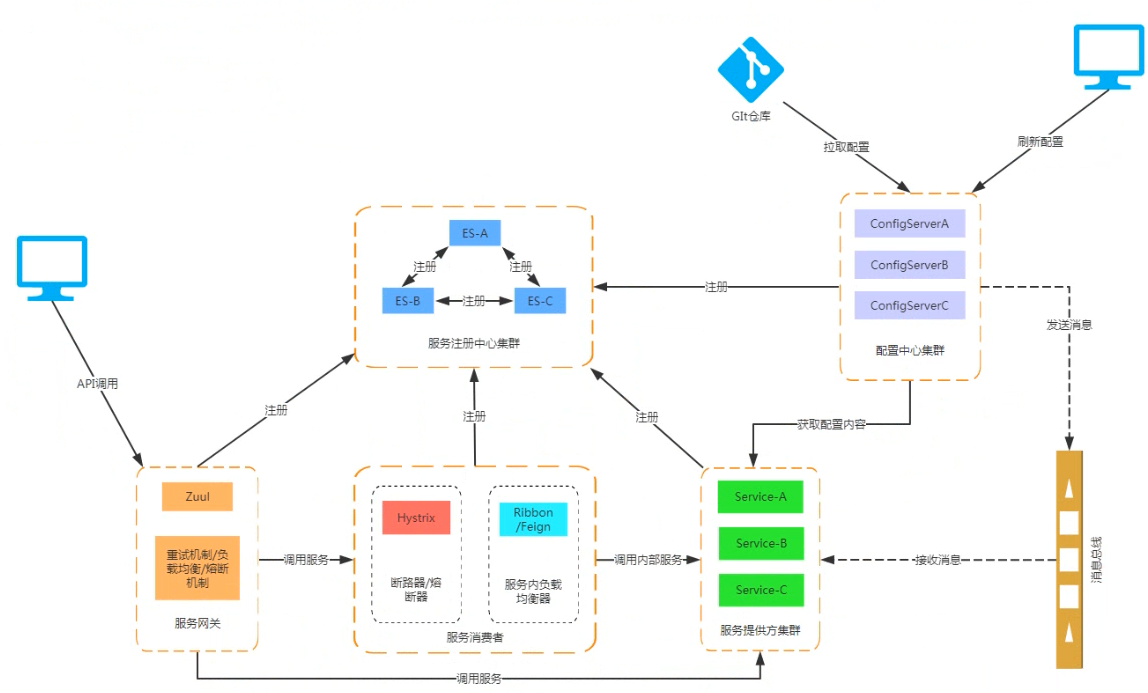 GIt仓库
拉取配置
刷新配置
ConfigServerA
ConfigServerB
ConfigServerC
配置中心集群
ES-A
注册
注册
ES-B
注册
ES-C
服务注册中心集群
注册
发送消息
API调用
注册
注册
注册
获取配置内容
Zuul
重试机制/负
载均衡/熔断
机制
服务网关
调用服务
Hystrix
断路器/熔
断器
Ribbon
/Feign
服务内负载
均衡器
服务消费者
调用内部服务
Service-A
Service-B
Service-C
服务提供方集群
接收消息
消息总线
调用服务